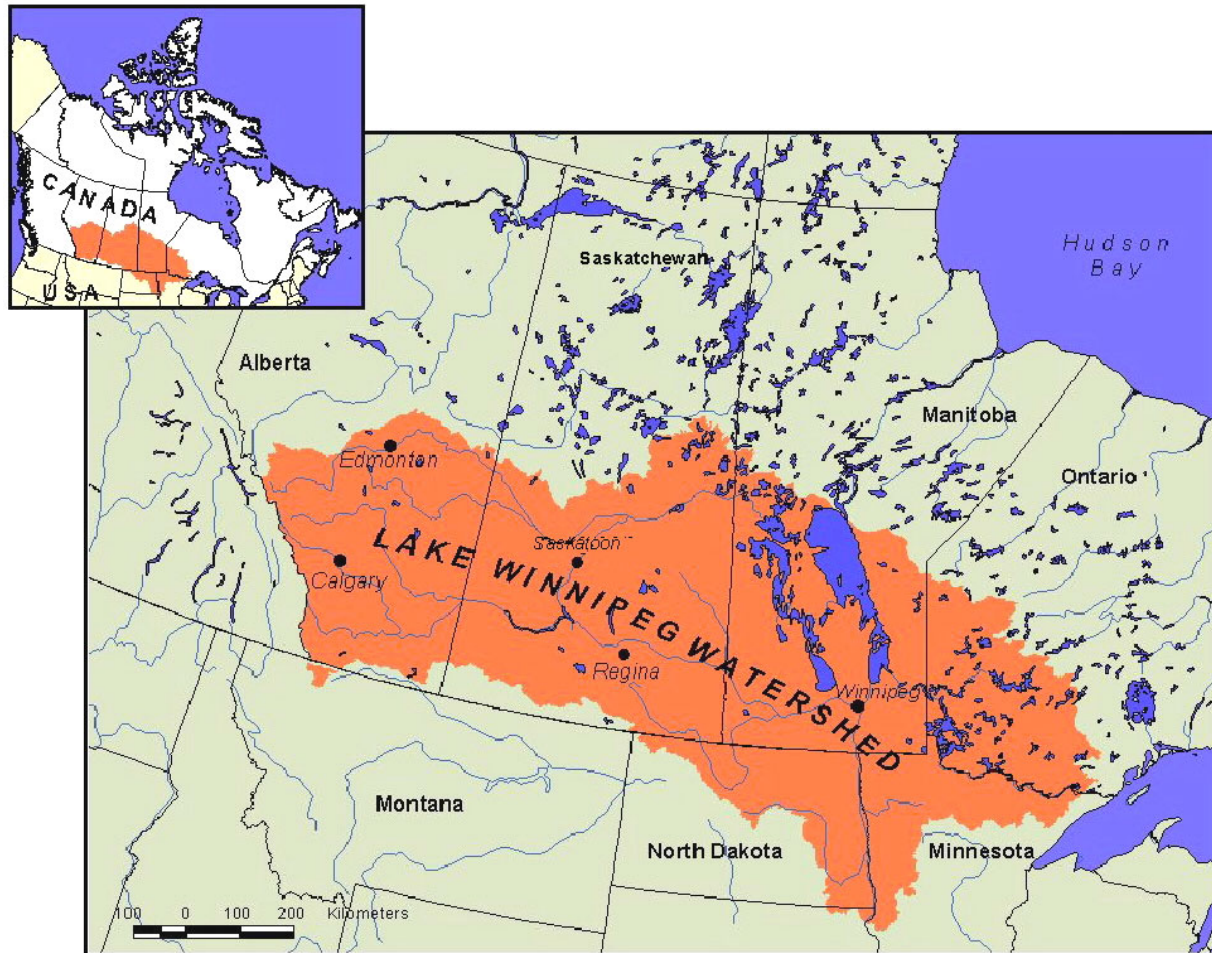 CANADA
USA
Hudson
Bay
Saskatchewan
Alberta
Manitoba
Ontario
Edmonton
Saskatoon
Calgary
LAKE WINNIPEG WATERSHED
Regina
Winnipeg
Montana
North Dakota
Minnesota
100 0 100 200 Kilometers